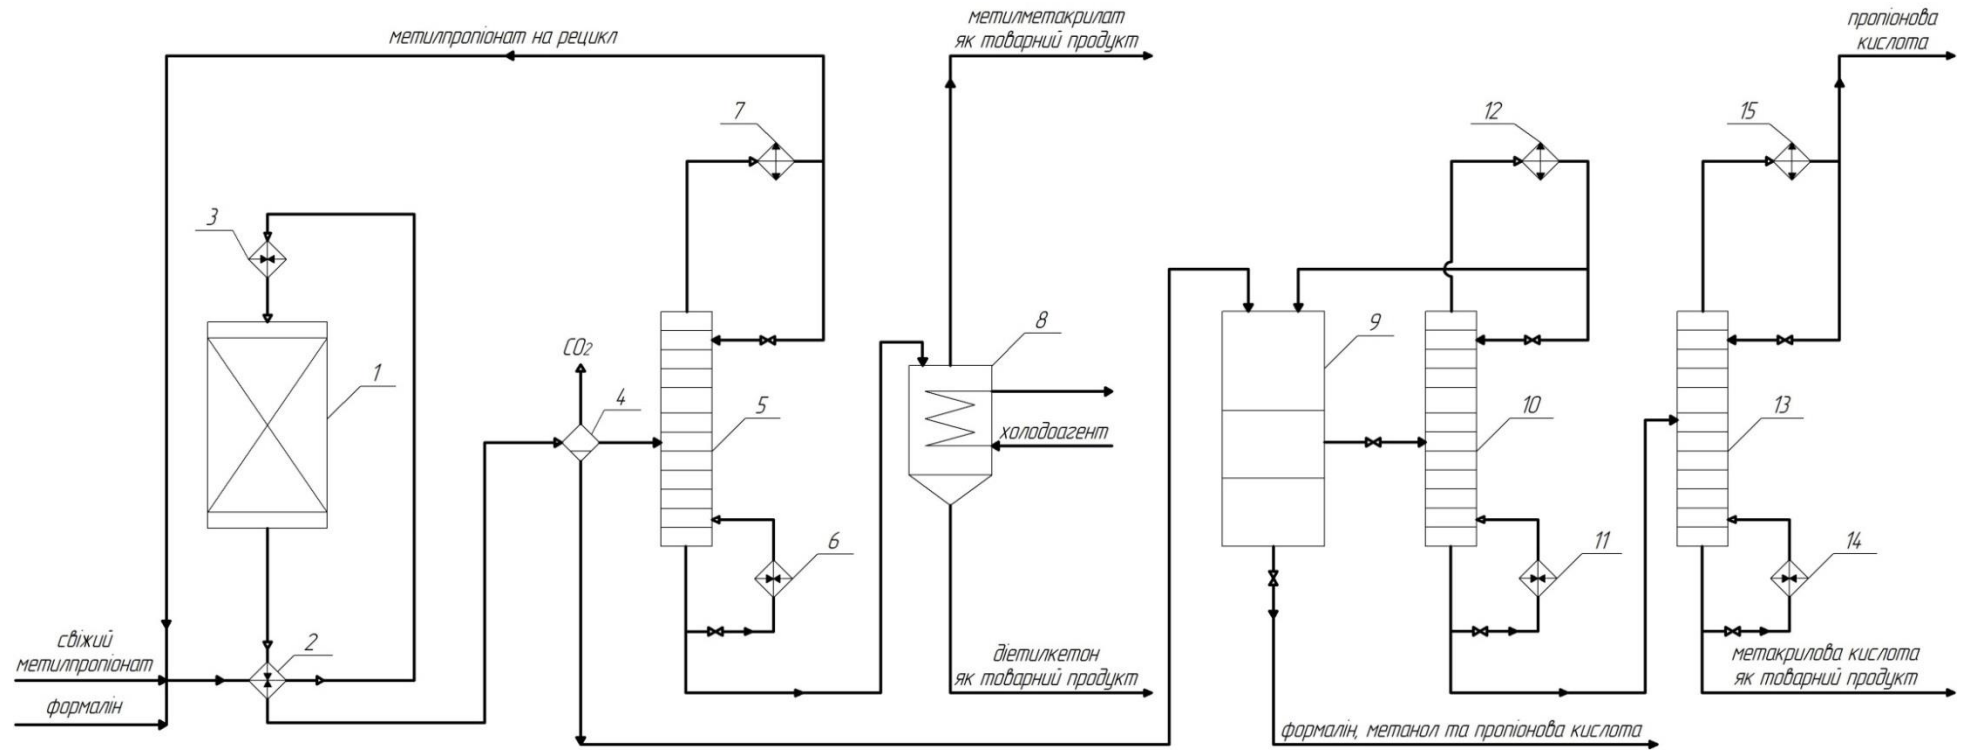 метилпропіонат на рецикл
метилметакрилат
як товарний продукт
пропіонова
кислота
7
12
15
3
8
9
CO2
1
4
5
10
13
холодоагент
6
11
14
свіжий
метилпропіонат
2
формалін
діетилкетон
як товарний продукт
метакрилова кислота
як товарний продукт
формалін, метанол та пропіонова кислота